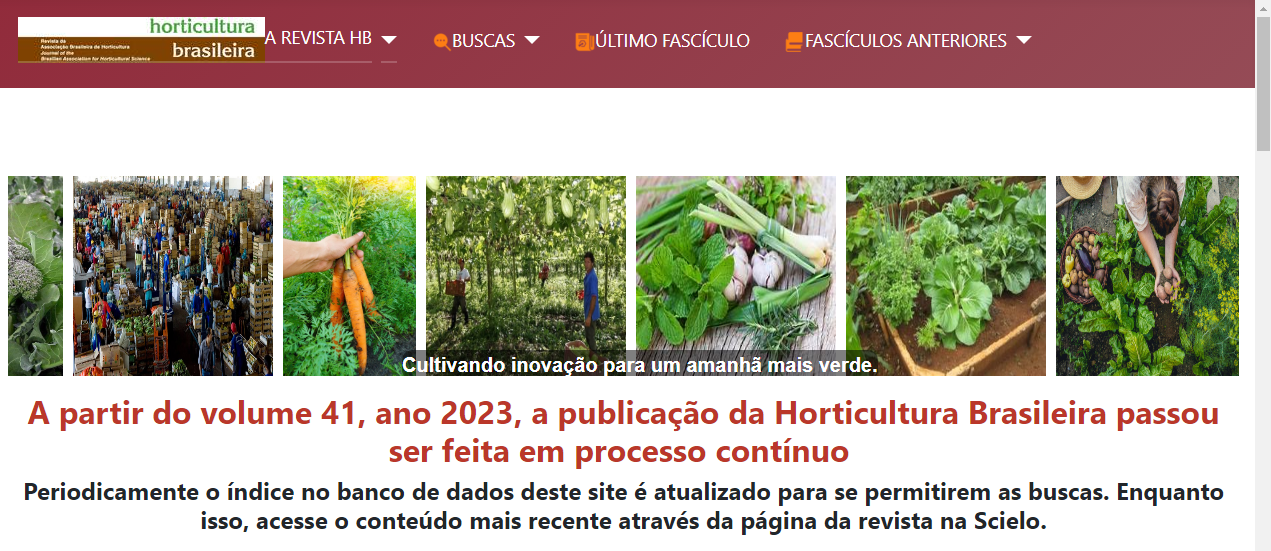 horticultura
brasileira
Revista da
Associação Brasileira de Horticultura
Journal of the
Brazilian Association for Horticultural Science
A REVISTA HB
BUSCAS
ÚLTIMO FASCÍCULO
FASCÍCULOS ANTERIORES
Cultivando inovação para um amanhã mais verde.
A partir do volume 41, ano 2023, a publicação da Horticultura Brasileira passou
ser feita em processo contínuo
Periodicamente o índice no banco de dados deste site é atualizado para se permitirem as buscas. Enquanto
isso, acesse o conteúdo mais recente através da página da revista na Scielo.